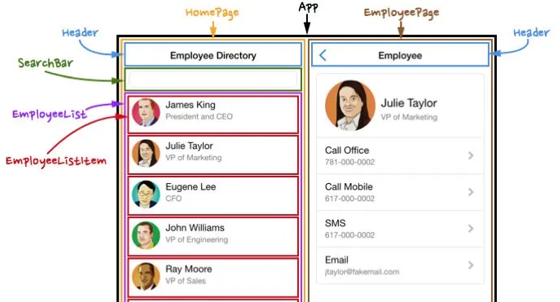 App
HomePage
EmployeePage
Header
Header
SearchBar
EmployeeList
EmployeeListItem
Employee Directory
James King
President and CEO
Julie Taylor
VP of Marketing
Eugene Lee
CFO
John Williams
VP of Engineering
Ray Moore
VP of Sales
Employee
Julie Taylor
VP of Marketing
Call Office
781-000-0002
Call Mobile
617-000-0002
SMS
617-000-0002
Email
jtaylor@fakemail.com